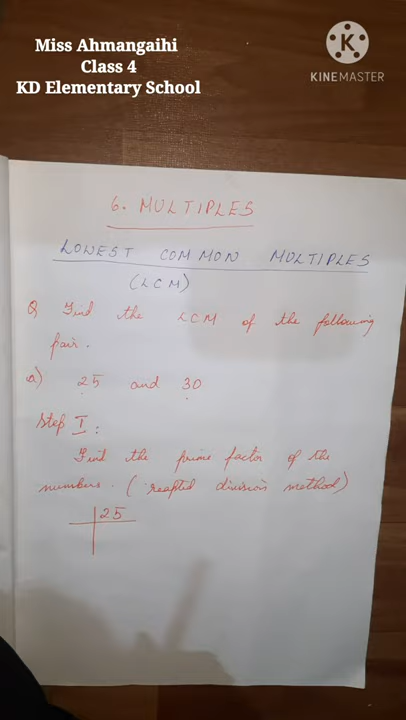 Miss Ahmangaihi
Class 4
KD Elementary School
K
KINEMASTER
6. MULTIPLES
LOWEST COMMON MULTIPLES
(LCM)
Q Find the LCM of the following
pair.
a) 25 and 30
Step I:
Find the prime factor of the
numbers. (reapted division method)
25